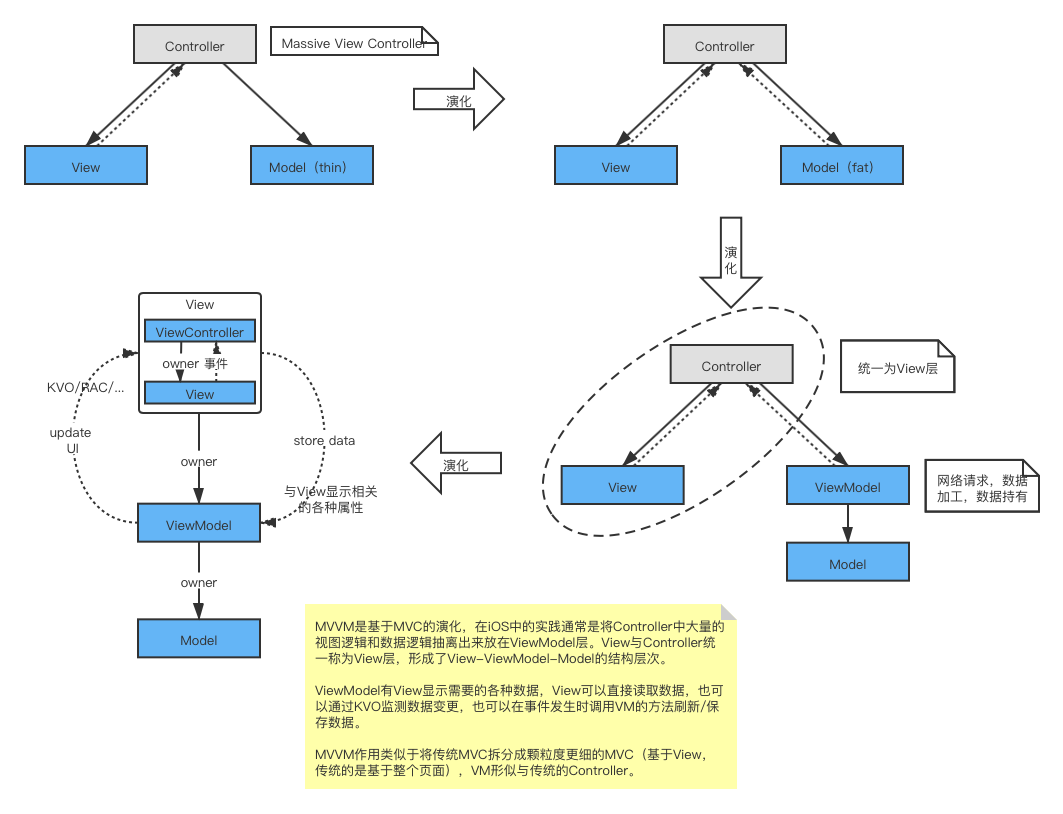 Controller
Massive View Controller
演化
View
Model（thin）
Controller
View
Model（fat）
演
化
Controller
统一为View层
View
ViewModel
网络请求，数据
加工，数据持有
Model
演化
View
ViewController
owner 事件
View
KVO/RAC/...
update
UI
store data
owner
与View显示相关
的各种属性
ViewModel
owner
Model
MVVM是基于MVC的演化，在iOS中的实践通常是将Controller中大量的
视图逻辑和数据逻辑抽离出来放在ViewModel层。View与Controller统
一称为View层，形成了View-ViewModel-Model的结构层次。
ViewModel有View显示需要的各种数据，View可以直接读取数据，也可
以通过KVO监测数据变更，也可以在事件发生时调用VM的方法刷新/保
存数据。
MVVM作用类似于将传统MVC拆分成颗粒度更细的MVC（基于View，
传统的是基于整个页面），VM形似与传统的Controller。